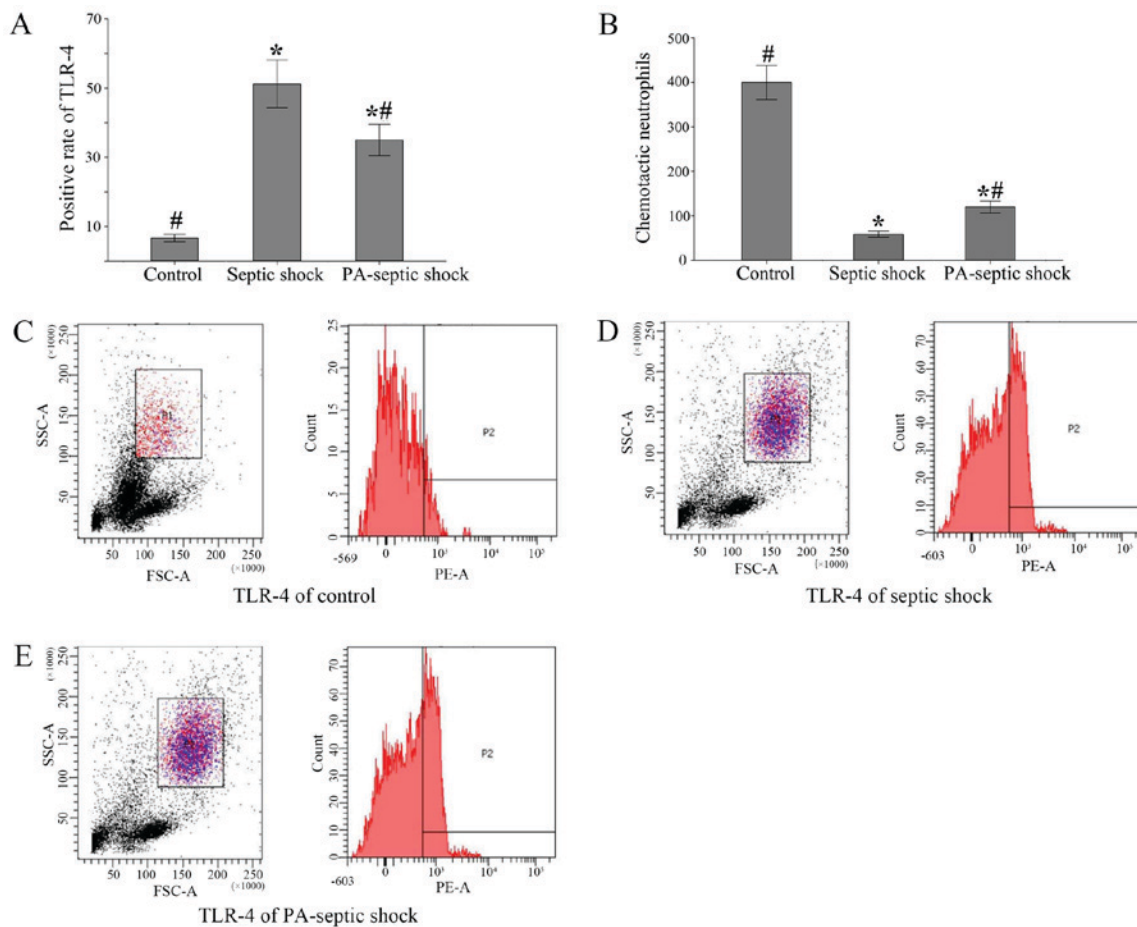 A
Positive rate of TLR-4
70
50
30
10
#
*
*#
Control Septic shock PA-septic shock
B
Chemotactic neutrophils
500
400
300
200
100
0
#
*
*#
Control Septic shock PA-septic shock
C
(×1000)
SSC-A
250
200
150
100
50
50 100 150 200 250
FSC-A (×1000)
Count
25
20
15
10
5
0
P2
-569 0 10³ 10⁴ 10⁵
PE-A
TLR-4 of control
D
(×1000)
SSC-A
250
200
150
100
50
50 100 150 200 250
FSC-A (×1000)
Count
70
60
50
40
30
20
10
0
P2
-603 0 10³ 10⁴ 10⁵
PE-A
TLR-4 of septic shock
E
(×1000)
SSC-A
250
200
150
100
50
50 100 150 200 250
FSC-A (×1000)
Count
70
60
50
40
30
20
10
0
P2
-603 0 10³ 10⁴ 10⁵
PE-A
TLR-4 of PA-septic shock